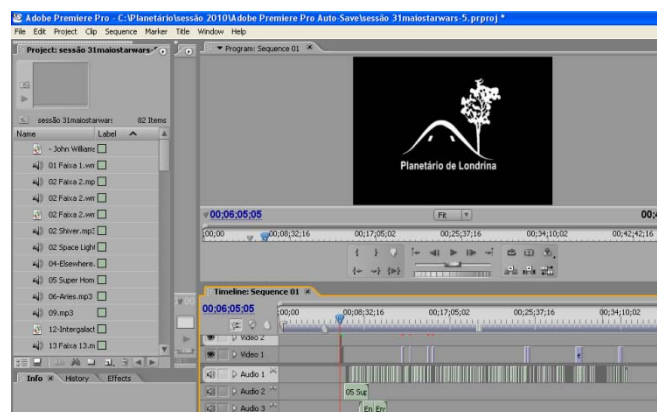 Adobe Premiere Pro - C:\Planetário\sessão 2010\Adobe Premiere Pro Auto-Save\sessão 31maiostarwars-5.prproj *
File Edit Project Clip Sequence Marker Title Window Help
Project: sessão 31maiostarwars-
Program: Sequence 01
sessão 31maiostarwars 82 Items
Name Label
- John Williams
01 Faixa 1.wm
02 Faixa 2.mp
02 Faixa 2.wm
02 Faixa 2.wm
02 Shiver.mp3
02 Space Light
04-Elsewhere.
05 Super Hom
06-Aries.mp3
09.mp3
12-Intergalact
13 Faixa 13.m
Info History Effects
Planetário de Londrina
00;06;05;05 Fit 00;4
;00;00 00;08;32;16 00;17;05;02 00;25;37;16 00;34;10;02 00;42;42;16
Timeline: Sequence 01
00;06;05;05 ;00;00 00;08;32;16 00;17;05;02 00;25;37;16 00;34;10;02
Video 2
Video 1
Audio 1
Audio 2 05 Sup
Audio 3 En Em